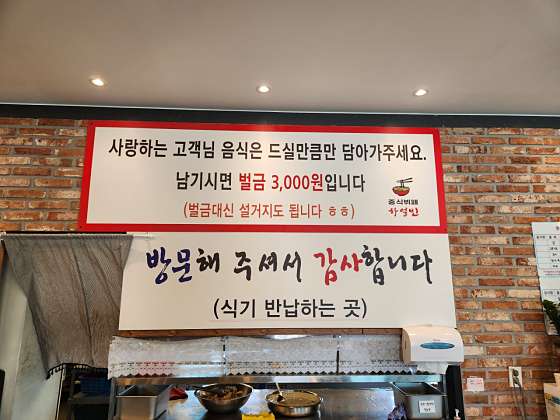 사랑하는 고객님 음식은 드실만큼만 담아가주세요.
남기시면 벌금 3,000원입니다
(벌금대신 설거지도 됩니다 ㅎㅎ)
중식뷔페
방문해 주셔서 감사합니다
(식기 반납하는 곳)